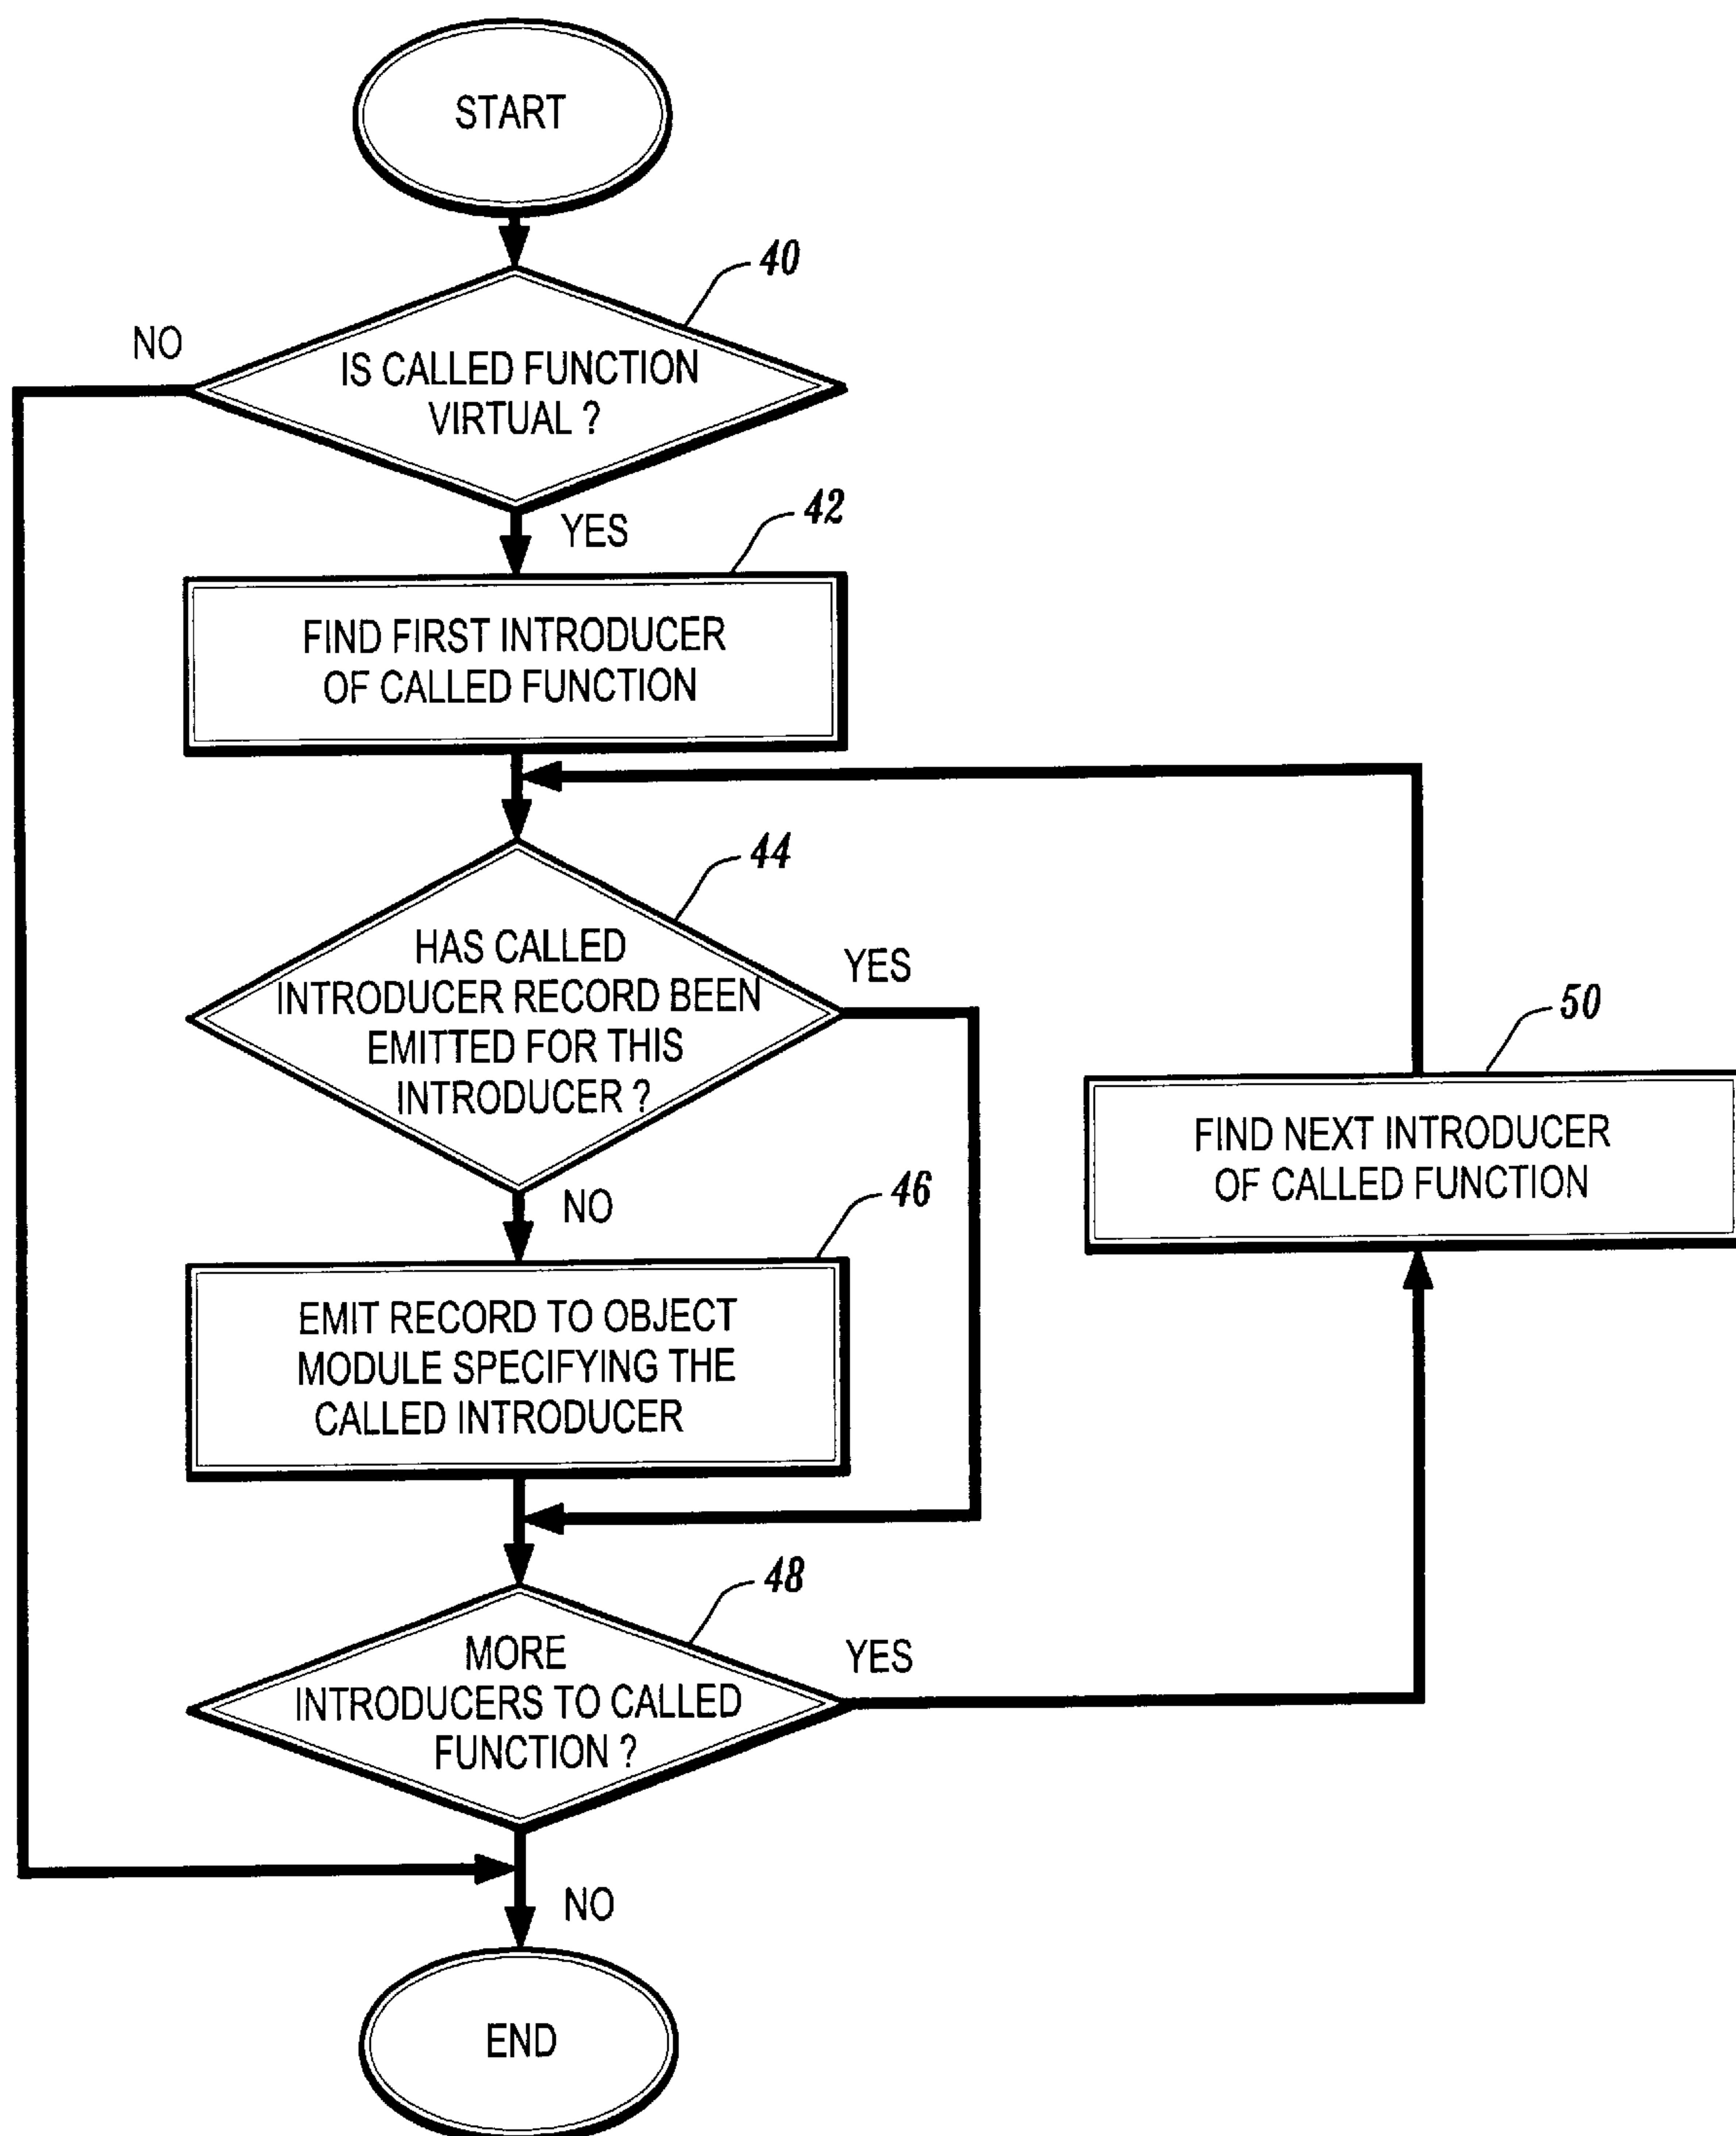 START
40
NO
IS CALLED FUNCTION
VIRTUAL ?
YES
42
FIND FIRST INTRODUCER
OF CALLED FUNCTION
44
HAS CALLED
INTRODUCER RECORD BEEN
EMITTED FOR THIS
INTRODUCER ?
YES
50
FIND NEXT INTRODUCER
OF CALLED FUNCTION
NO
46
EMIT RECORD TO OBJECT
MODULE SPECIFYING THE
CALLED INTRODUCER
48
MORE
INTRODUCERS TO CALLED
FUNCTION ?
YES
NO
END